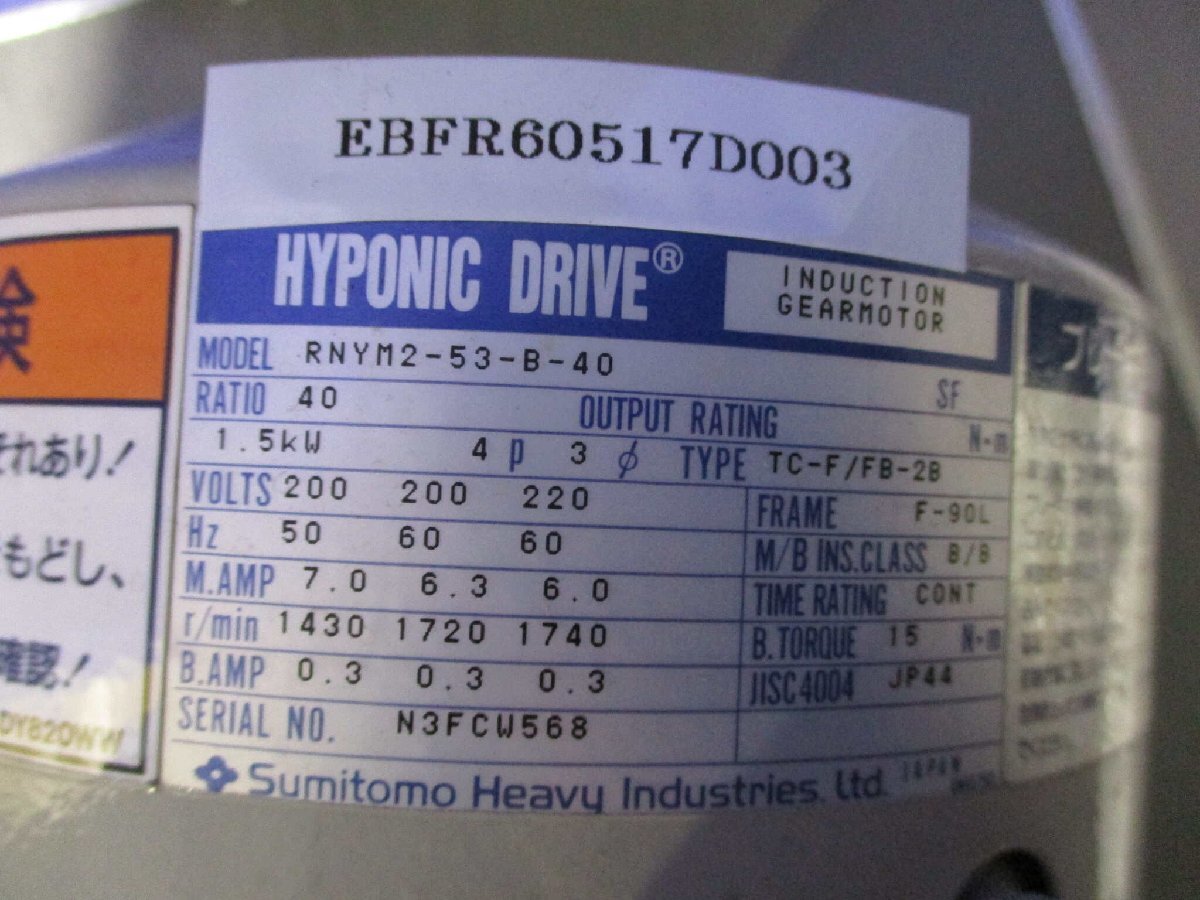 EBFR60517D003
HYPONIC DRIVE®
INDUCTION
GEARMOTOR
MODEL RNYM2-53-B-40
SF
RATIO 40 OUTPUT RATING N-m
1.5kW 4 P 3 ϕ TYPE TC-F/FB-2B
VOLTS 200 200 220
FRAME F-90L
Hz 50 60 60
M/B INS.CLASS B/B
M.AMP 7.0 6.3 6.0
TIME RATING CONT
r/min 1430 1720 1740
B.TORQUE 15 N-m
B.AMP 0.3 0.3 0.3
JISC4004 JP44
SERIAL NO. N3FCW568
Sumitomo Heavy Industries, Ltd. JAPAN
険
それあり!
もどし、
確認!
DY820WW